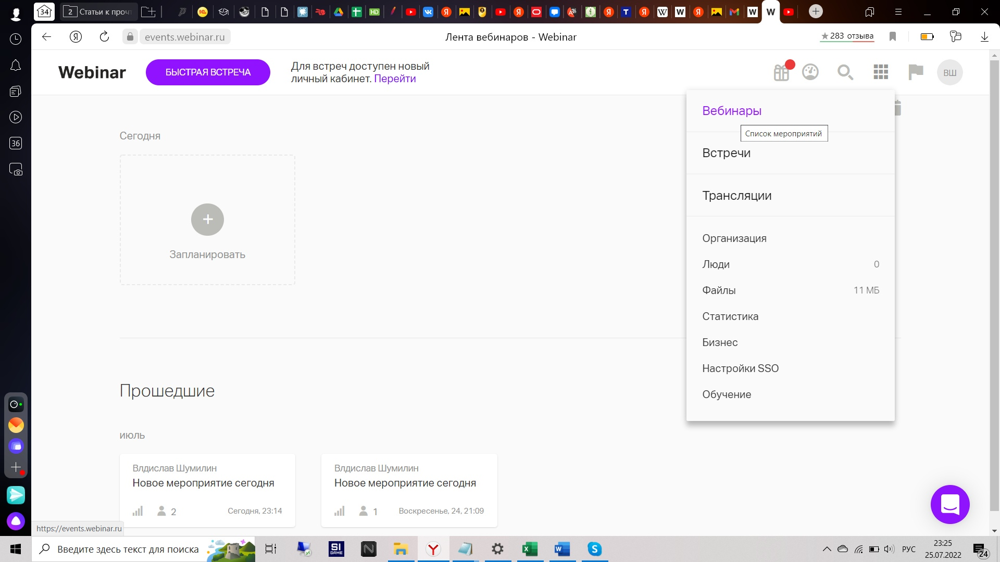 34
2 Статьи к проч
events.webinar.ru
Лента вебинаров - Webinar
★ 283 отзыва
36
Webinar
БЫСТРАЯ ВСТРЕЧА
Для встреч доступен новый
личный кабинет. Перейти
ВШ
Вебинары
Список мероприятий
Встречи
Трансляции
Организация
Люди 0
Файлы 11 МБ
Статистика
Бизнес
Настройки SSO
Обучение
Сегодня
Запланировать
Прошедшие
июль
Влдислав Шумилин
Новое мероприятие сегодня
2 Сегодня, 23:14
Влдислав Шумилин
Новое мероприятие сегодня
1 Воскресенье, 24, 21:09
https://events.webinar.ru
Введите здесь текст для поиска
SI
GAME
РУС
23:25
25.07.2022
24